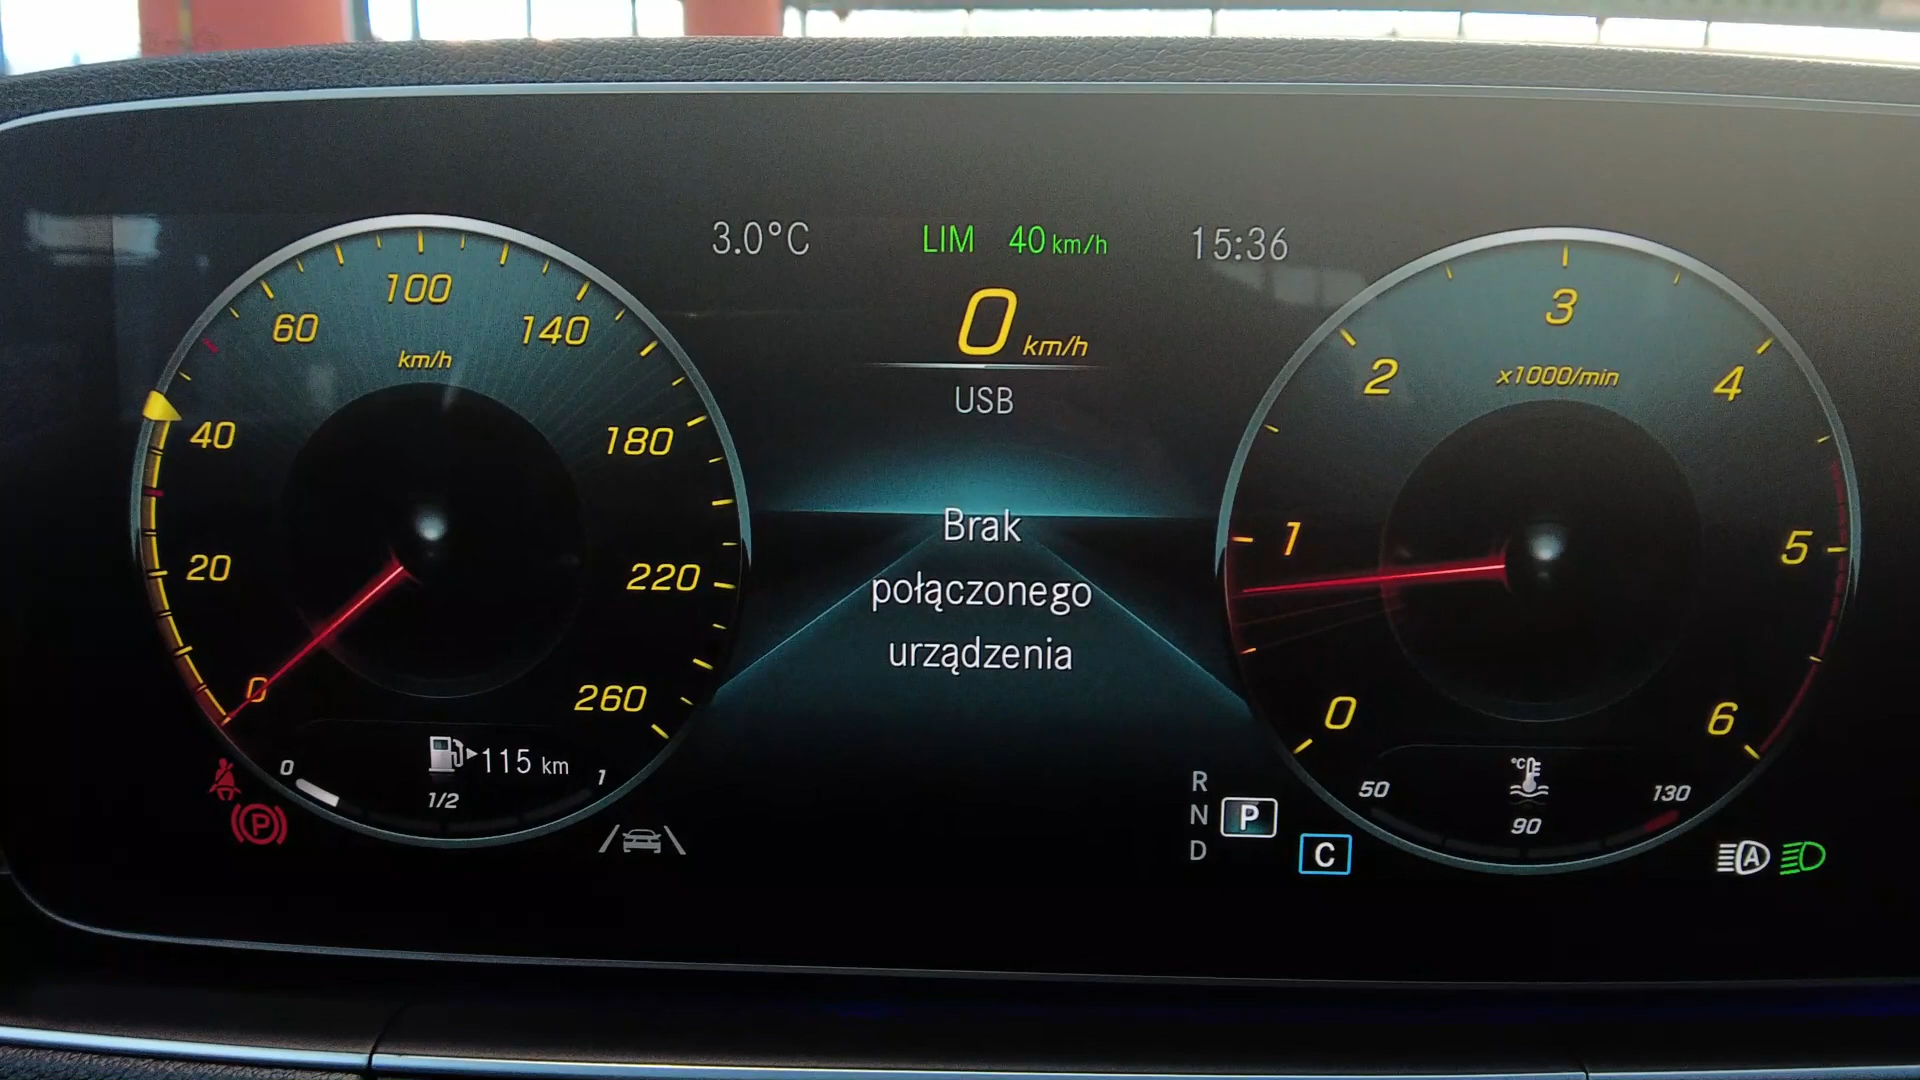 3.0°C
LIM 40 km/h
15:36
0 km/h
USB
Brak
połączonego
urządzenia
100
60
140
km/h
40
180
20
220
0
260
115 km
0
1/2
1
P
3
2
4
x1000/min
1
5
0
6
°C
50
90
130
R
N
P
D
C
A